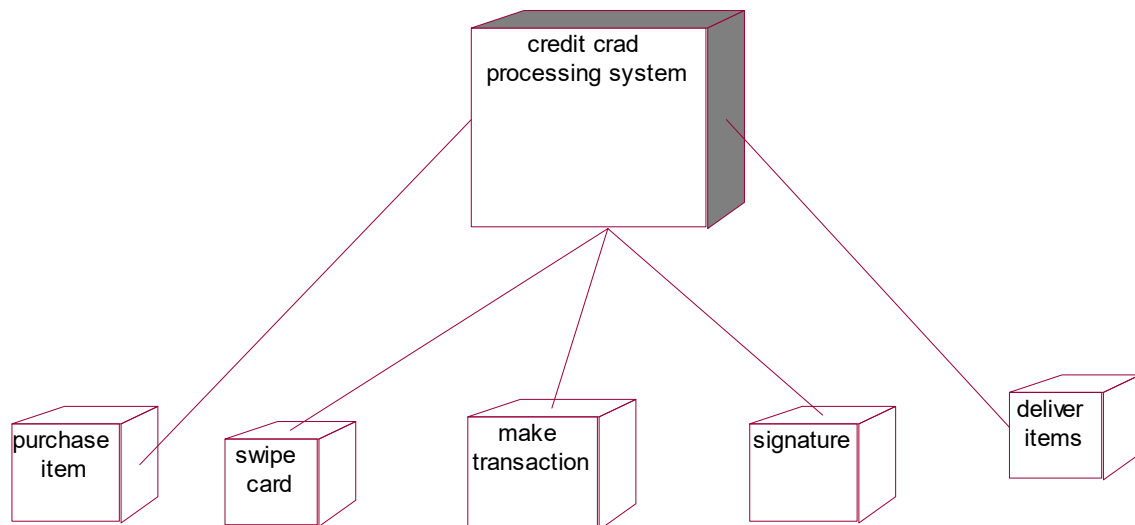 credit crad
processing system
purchase
item
swipe
card
make
transaction
signature
deliver
items